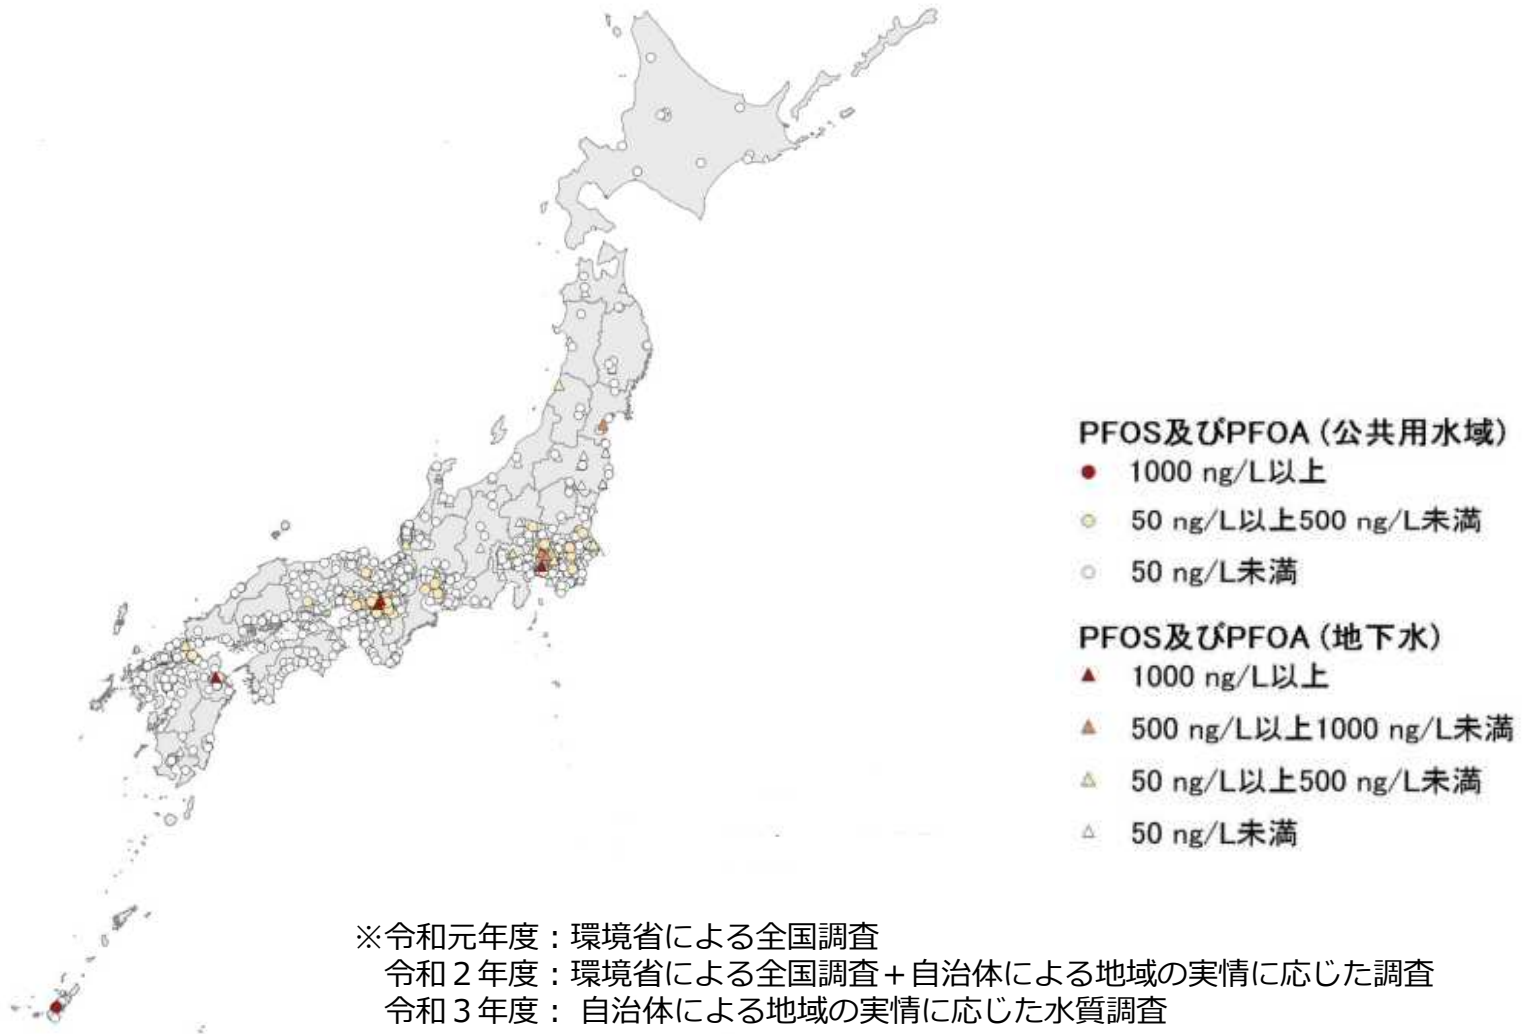 PFOS及びPFOA（公共用水域）
1000 ng/L以上
50 ng/L以上500 ng/L未満
50 ng/L未満
PFOS及びPFOA（地下水）
1000 ng/L以上
500 ng/L以上1000 ng/L未満
50 ng/L以上500 ng/L未満
50 ng/L未満
※令和元年度：環境省による全国調査
令和２年度：環境省による全国調査＋自治体による地域の実情に応じた調査
令和３年度： 自治体による地域の実情に応じた水質調査